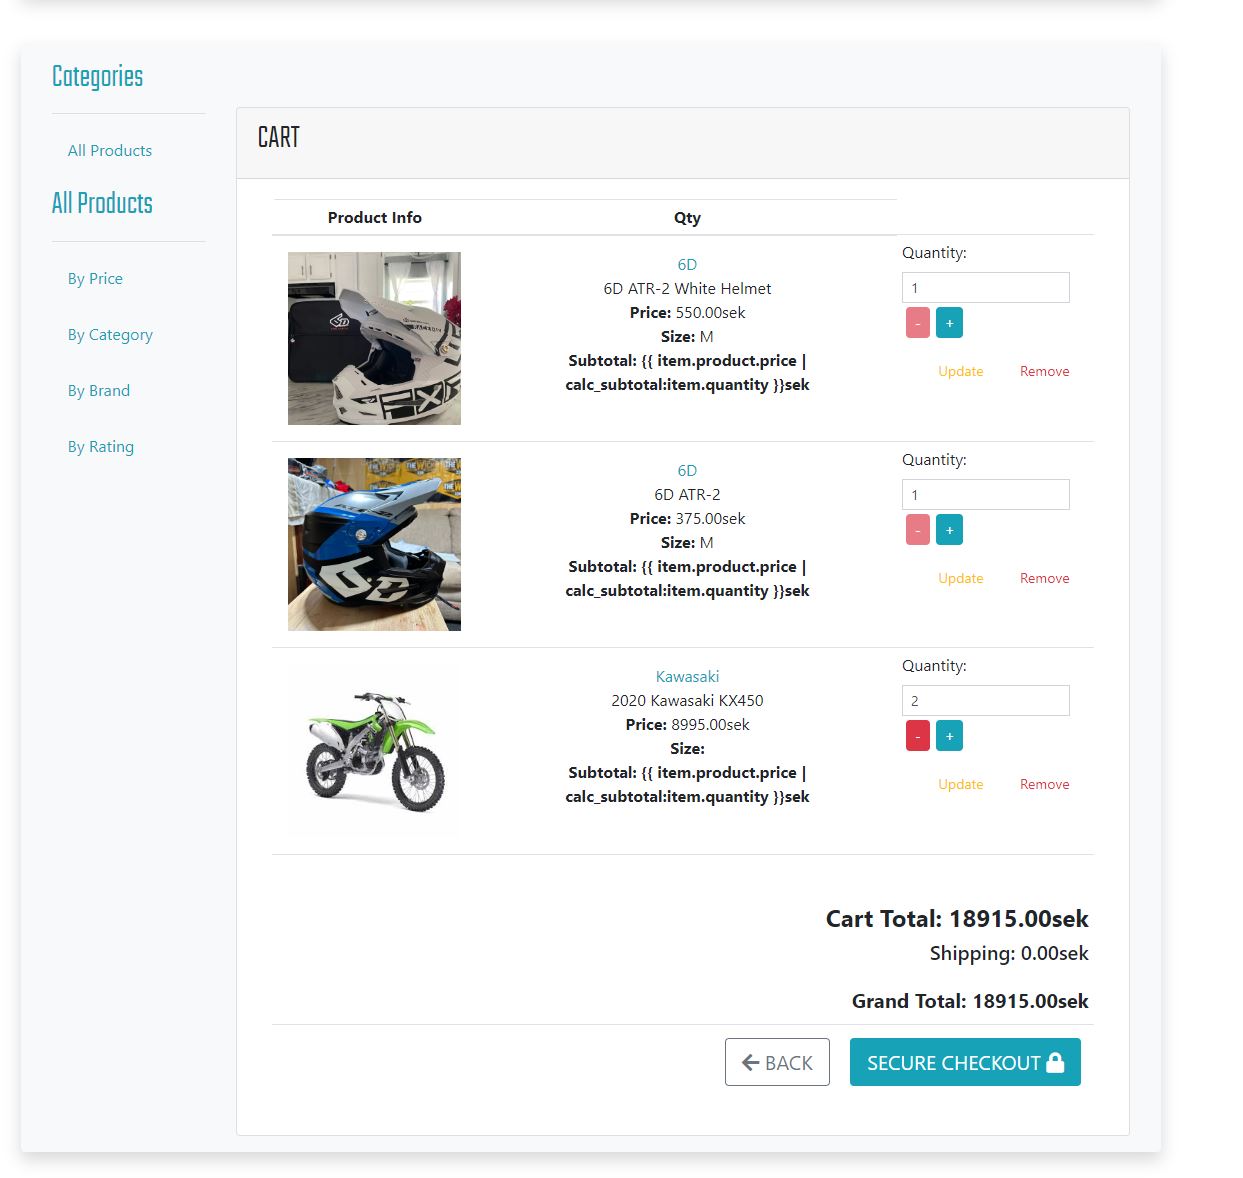 Categories
All Products
All Products
By Price
By Category
By Brand
By Rating
CART
Product Info Qty
6D
6D ATR-2 White Helmet
Price: 550.00sek
Size: M
Subtotal: {{ item.product.price |
calc_subtotal:item.quantity }}sek
Quantity:
1
- +
Update Remove
6D
6D ATR-2
Price: 375.00sek
Size: M
Subtotal: {{ item.product.price |
calc_subtotal:item.quantity }}sek
Quantity:
1
- +
Update Remove
Kawasaki
2020 Kawasaki KX450
Price: 8995.00sek
Size:
Subtotal: {{ item.product.price |
calc_subtotal:item.quantity }}sek
Quantity:
2
- +
Update Remove
Cart Total: 18915.00sek
Shipping: 0.00sek
Grand Total: 18915.00sek
BACK SECURE CHECKOUT